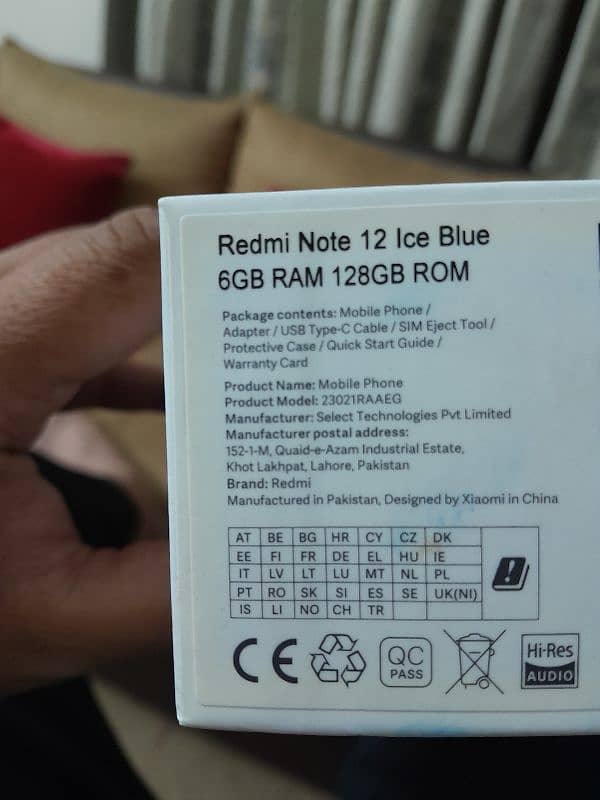 Redmi Note 12 Ice Blue
6GB RAM 128GB ROM
Package contents: Mobile Phone /
Adapter / USB Type-C Cable / SIM Eject Tool /
Protective Case / Quick Start Guide /
Warranty Card
Product Name: Mobile Phone
Product Model: 23021RAAEG
Manufacturer: Select Technologies Pvt Limited
Manufacturer postal address:
152-1-M, Quaid-e-Azam Industrial Estate,
Khot Lakhpat, Lahore, Pakistan
Brand: Redmi
Manufactured in Pakistan, Designed by Xiaomi in China
AT BE BG HR CY CZ DK
EE FI FR DE EL HU IE
IT LV LT LU MT NL PL
PT RO SK SI ES SE UK(NI)
IS LI NO CH TR
CE
QC
PASS
Hi-Res
AUDIO